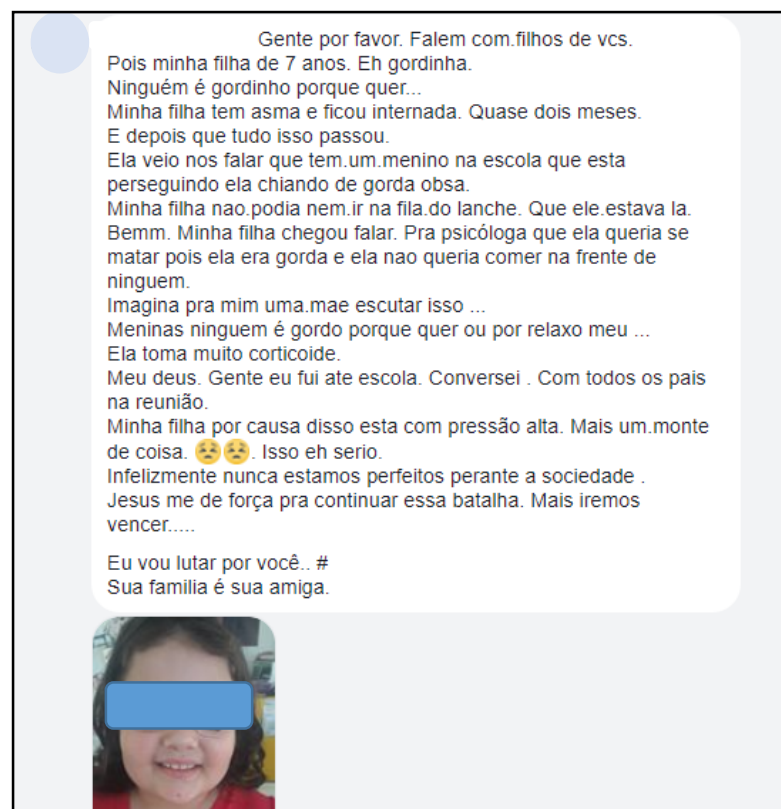 Gente por favor. Falem com.filhos de vcs.
Pois minha filha de 7 anos. Eh gordinha.
Ninguém é gordinho porque quer...
Minha filha tem asma e ficou internada. Quase dois meses.
E depois que tudo isso passou.
Ela veio nos falar que tem.um.menino na escola que esta
perseguindo ela chiando de gorda obsa.
Minha filha nao.podia nem.ir na fila.do lanche. Que ele.estava la.
Bemm. Minha filha chegou falar. Pra psicóloga que ela queria se
matar pois ela era gorda e ela nao queria comer na frente de
ninguem.
Imagina pra mim uma.mae escutar isso ...
Meninas ninguem é gordo porque quer ou por relaxo meu ...
Ela toma muito corticoide.
Meu deus. Gente eu fui ate escola. Conversei . Com todos os pais
na reunião.
Minha filha por causa disso esta com pressão alta. Mais um.monte
de coisa. 😣😣. Isso eh serio.
Infelizmente nunca estamos perfeitos perante a sociedade .
Jesus me de força pra continuar essa batalha. Mais iremos
vencer.....
Eu vou lutar por você.. #
Sua familia é sua amiga.